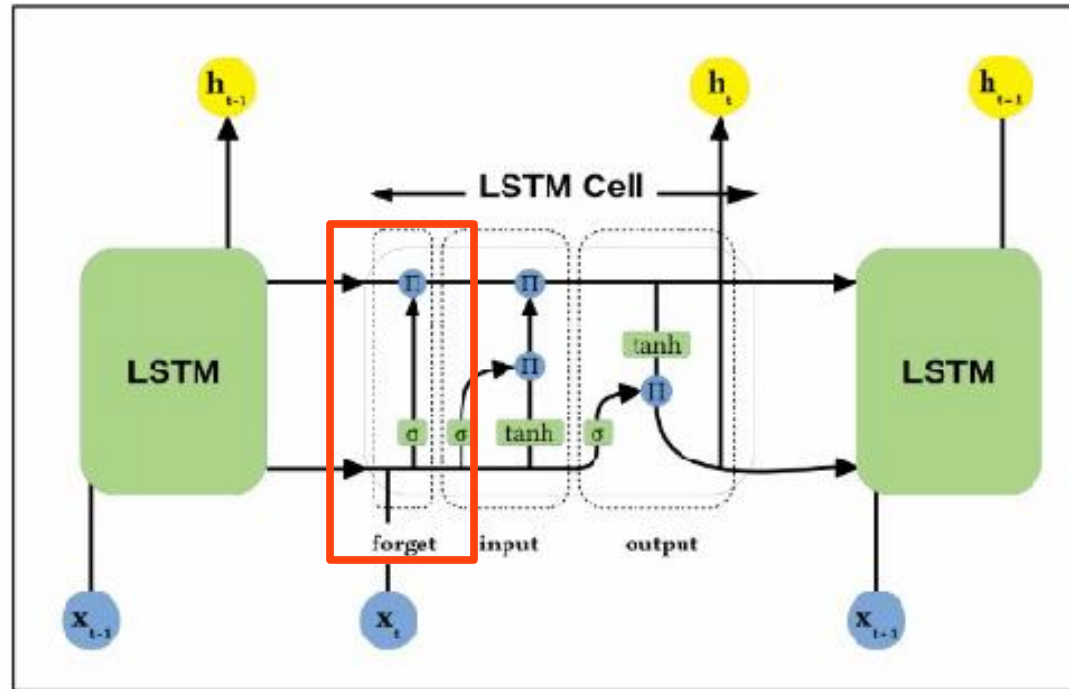 h t-1
h t
h t-1
LSTM Cell
Π Π
LSTM
tanh
LSTM
Π
Π
σ σ tanh σ
forget input output
x t-1
x t
x t+1